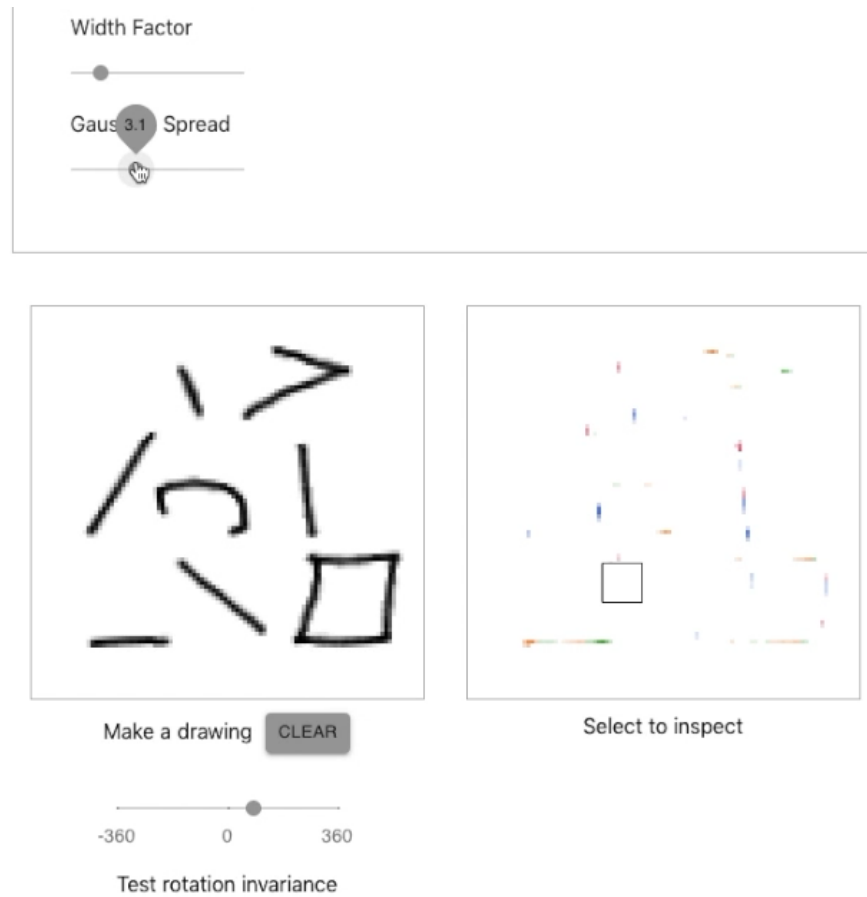 Width Factor
Gaus 3.1 Spread
Make a drawing CLEAR
Select to inspect
-360 0 360
Test rotation invariance